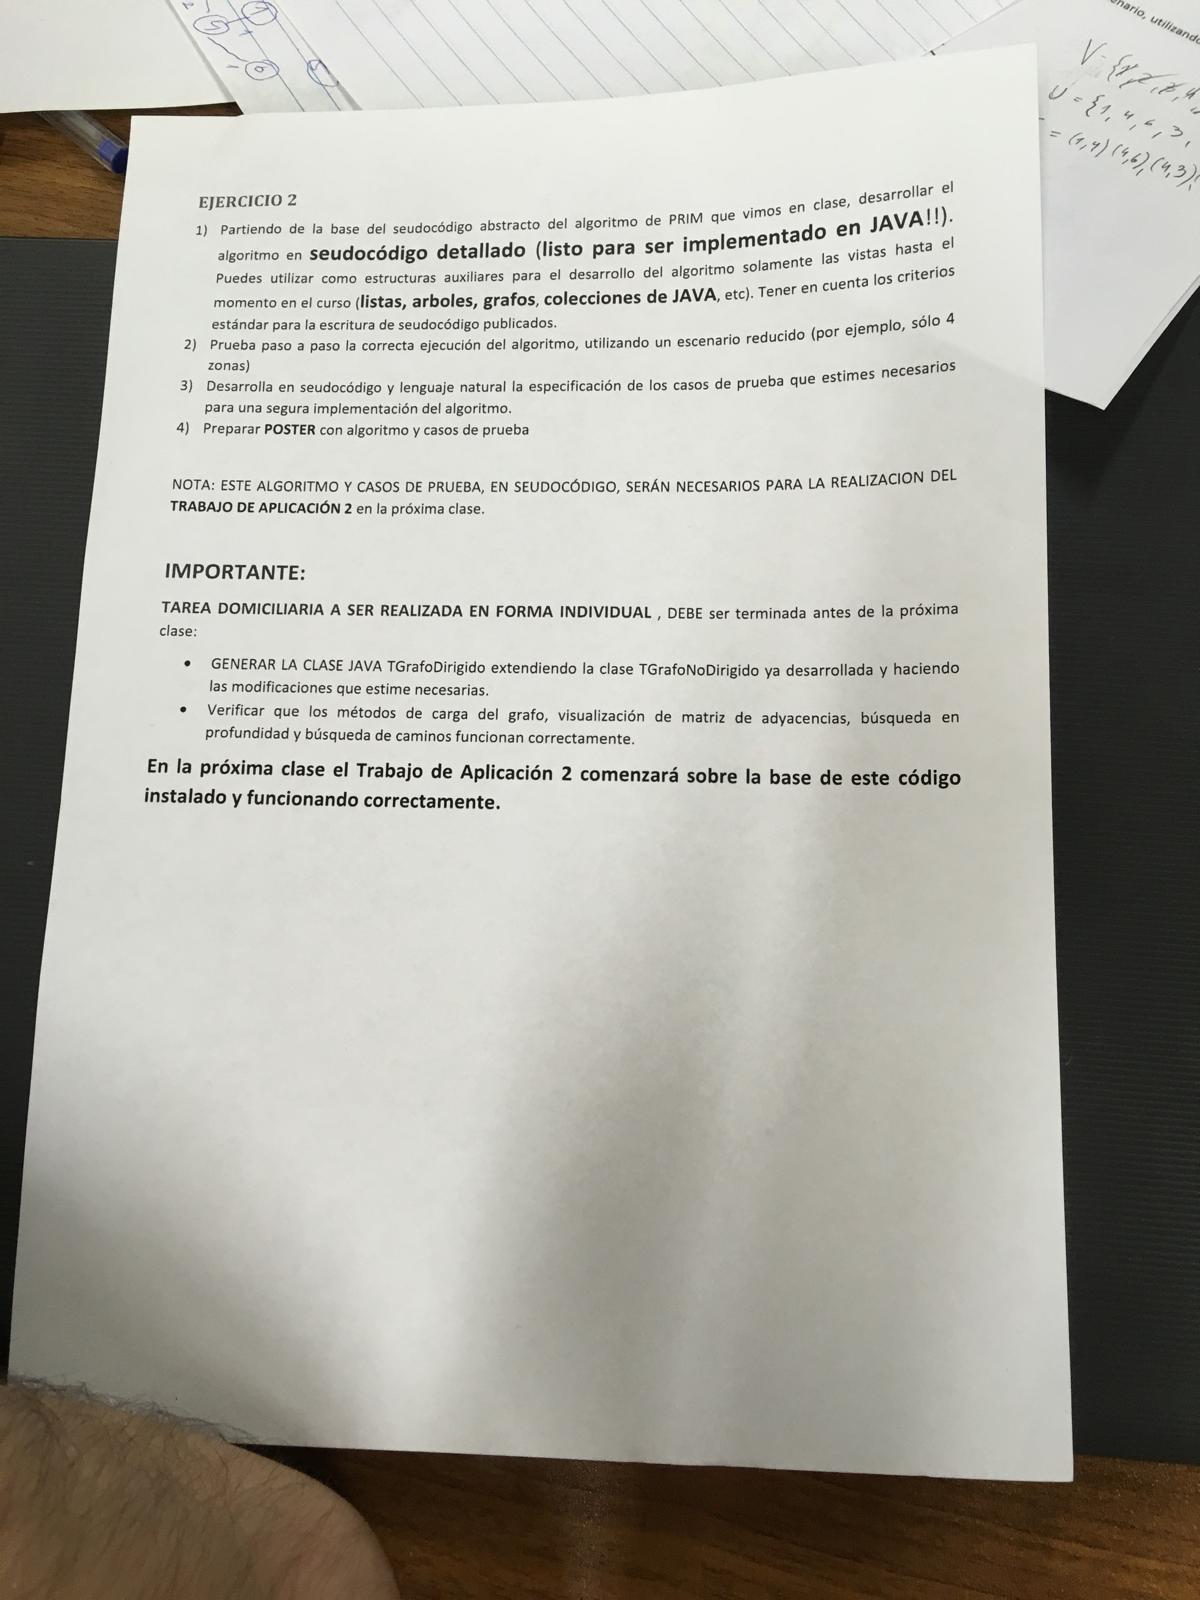 enario, utilizando
V = {1, 2, 3, 4,
U = {1, 4, 6, 3,
= (1,4) (4,6), (4,3),
EJERCICIO 2
1) Partiendo de la base del seudocódigo abstracto del algoritmo de PRIM que vimos en clase, desarrollar el
algoritmo en seudocódigo detallado (listo para ser implementado en JAVA!!).
Puedes utilizar como estructuras auxiliares para el desarrollo del algoritmo solamente las vistas hasta el
momento en el curso (listas, arboles, grafos, colecciones de JAVA, etc). Tener en cuenta los criterios
estándar para la escritura de seudocódigo publicados.
2) Prueba paso a paso la correcta ejecución del algoritmo, utilizando un escenario reducido (por ejemplo, sólo 4
zonas)
3) Desarrolla en seudocódigo y lenguaje natural la especificación de los casos de prueba que estimes necesarios
para una segura implementación del algoritmo.
4) Preparar POSTER con algoritmo y casos de prueba
NOTA: ESTE ALGORITMO Y CASOS DE PRUEBA, EN SEUDOCÓDIGO, SERÁN NECESARIOS PARA LA REALIZACION DEL
TRABAJO DE APLICACIÓN 2 en la próxima clase.
IMPORTANTE:
TAREA DOMICILIARIA A SER REALIZADA EN FORMA INDIVIDUAL , DEBE ser terminada antes de la próxima
clase:
• GENERAR LA CLASE JAVA TGrafoDirigido extendiendo la clase TGrafoNoDirigido ya desarrollada y haciendo
las modificaciones que estime necesarias.
• Verificar que los métodos de carga del grafo, visualización de matriz de adyacencias, búsqueda en
profundidad y búsqueda de caminos funcionan correctamente.
En la próxima clase el Trabajo de Aplicación 2 comenzará sobre la base de este código
instalado y funcionando correctamente.